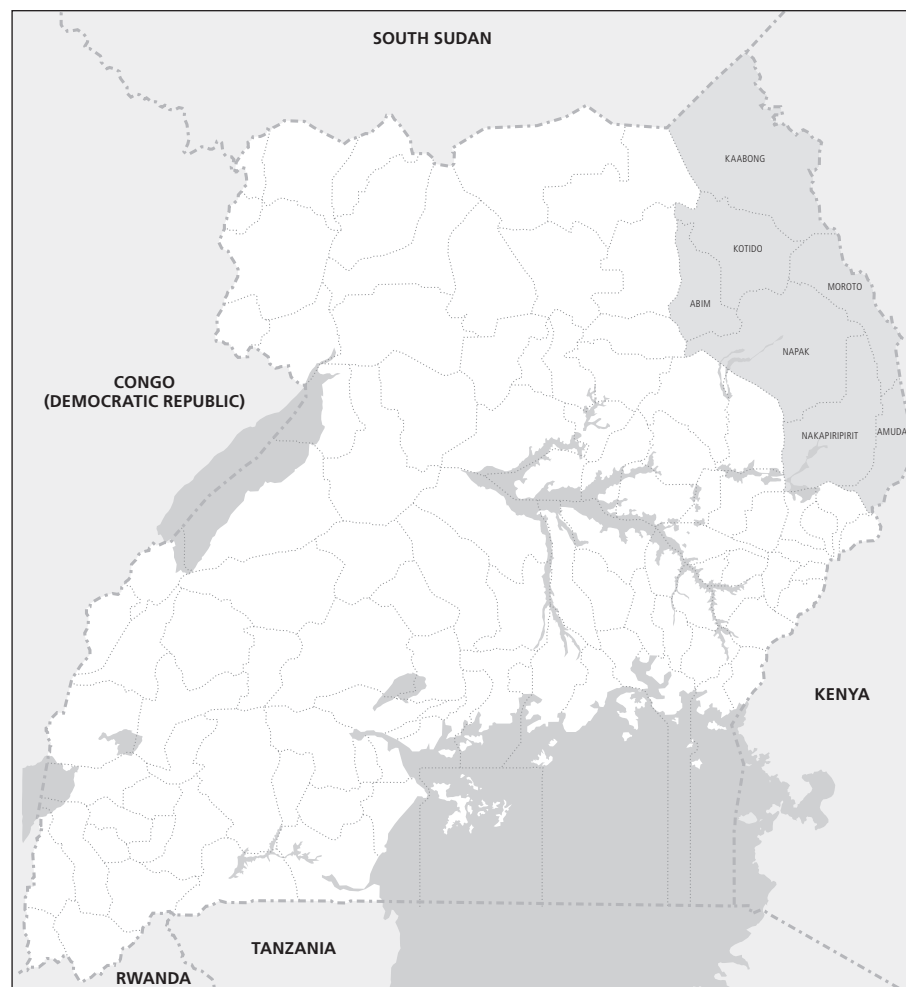 SOUTH SUDAN
KAABONG
KOTIDO
MOROTO
ABIM
NAPAK
CONGO
(DEMOCRATIC REPUBLIC)
NAKAPIRIPIRIT
AMUDA
KENYA
TANZANIA
RWANDA